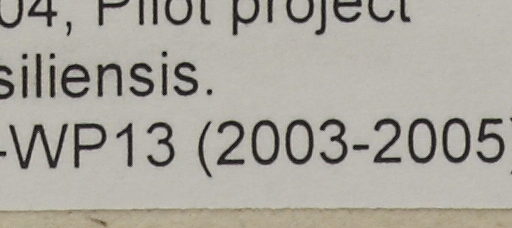 04, Pilot project
siliensis.
-WP13 (2003-2005)